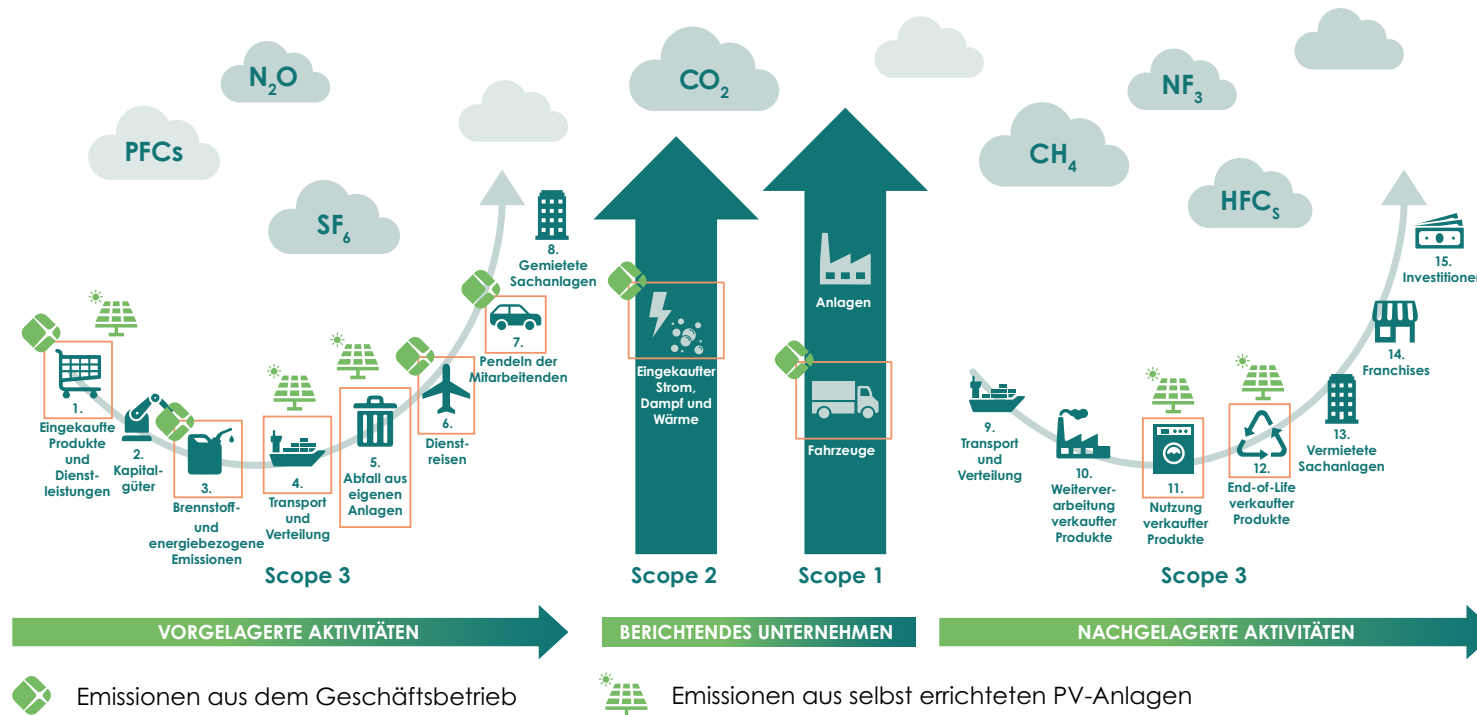 N₂O
CO₂
NF₃
PFCs
CH₄
SF₆
HFCₛ
8.
Gemietete
Sachanlagen
15.
Investitionen
Anlagen
7.
Pendeln der
Mitarbeitenden
14.
Franchises
Eingekaufter
Strom,
Dampf und
Wärme
1.
Eingekaufte
Produkte
und
Dienst-
leistungen
2.
Kapital-
güter
3.
Brennstoff-
und
energiebezogene
Emissionen
4.
Transport
und
Verteilung
5.
Abfall aus
eigenen
Anlagen
6.
Dienst-
reisen
Fahrzeuge
9.
Transport
und
Verteilung
10.
Weiterver-
arbeitung
verkaufter
Produkte
11.
Nutzung
verkaufter
Produkte
12.
End-of-Life
verkaufter
Produkte
13.
Vermietete
Sachanlagen
Scope 3
Scope 2
Scope 1
Scope 3
VORGELAGERTE AKTIVITÄTEN
BERICHTENDES UNTERNEHMEN
NACHGELAGERTE AKTIVITÄTEN
Emissionen aus dem Geschäftsbetrieb
Emissionen aus selbst errichteten PV-Anlagen